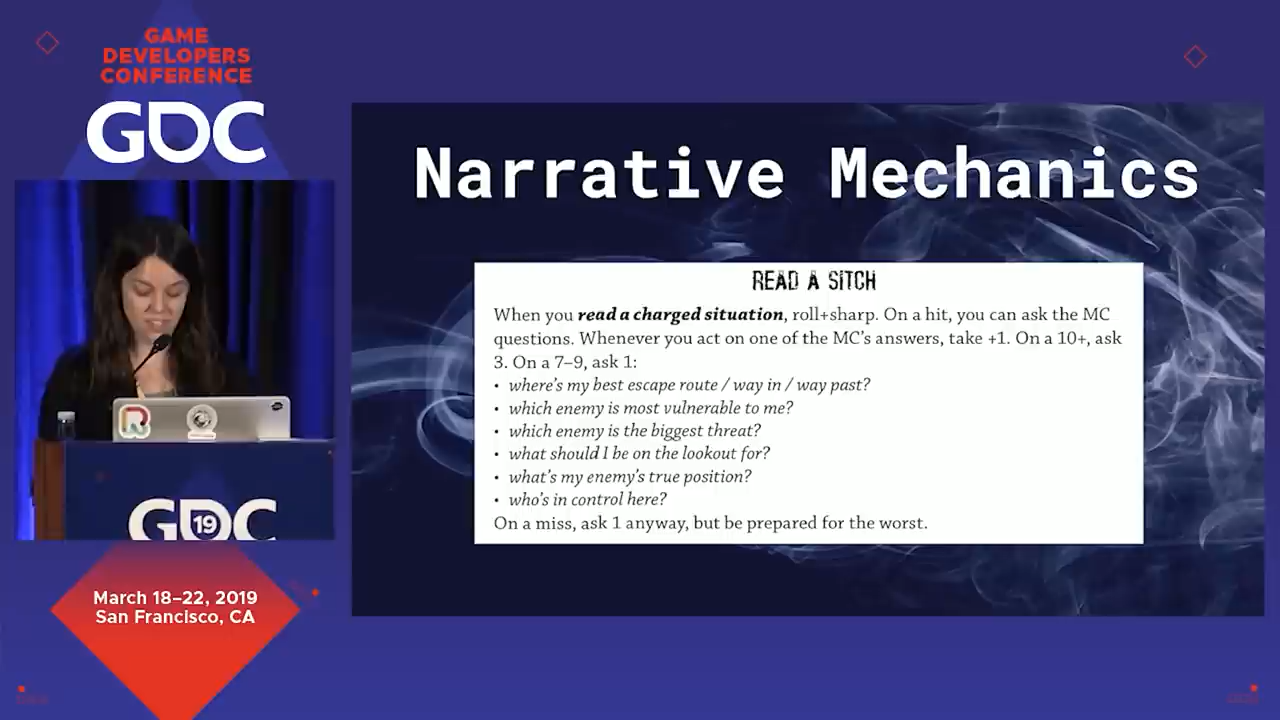 GAME
DEVELOPERS
CONFERENCE
GDC
GDC
19
March 18–22, 2019
San Francisco, CA
Narrative Mechanics
READ A SITCH
When you read a charged situation, roll+sharp. On a hit, you can ask the MC
questions. Whenever you act on one of the MC's answers, take +1. On a 10+, ask
3. On a 7–9, ask 1:
• where's my best escape route / way in / way past?
• which enemy is most vulnerable to me?
• which enemy is the biggest threat?
• what should I be on the lookout for?
• what's my enemy's true position?
• who's in control here?
On a miss, ask 1 anyway, but be prepared for the worst.